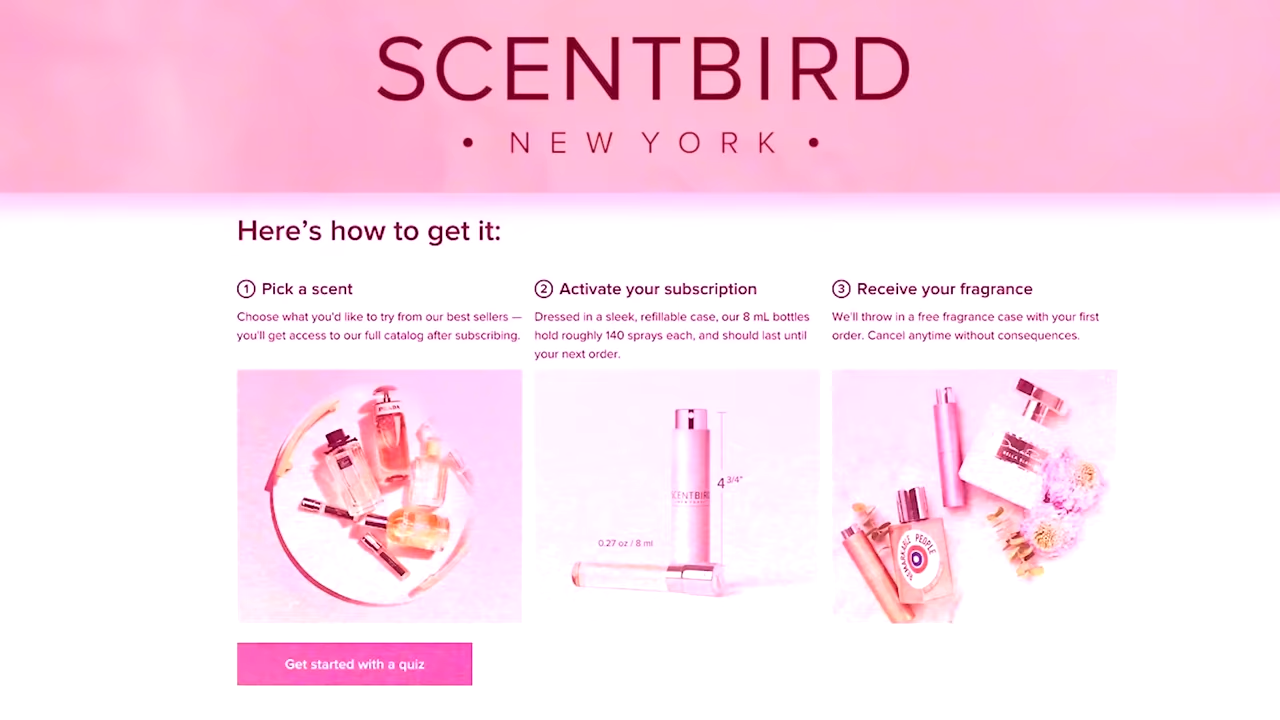 SCENTBIRD
• NEW YORK •
Here's how to get it:
1 Pick a scent
Choose what you'd like to try from our best sellers —
you'll get access to our full catalog after subscribing.
2 Activate your subscription
Dressed in a sleek, refillable case, our 8 mL bottles
hold roughly 140 sprays each, and should last until
your next order.
3 Receive your fragrance
We'll throw in a free fragrance case with your first
order. Cancel anytime without consequences.
PRADA
SCENTBIRD
4 3/4"
0.27 oz / 8 ml
REMARKABLE PEOPLE
Get started with a quiz